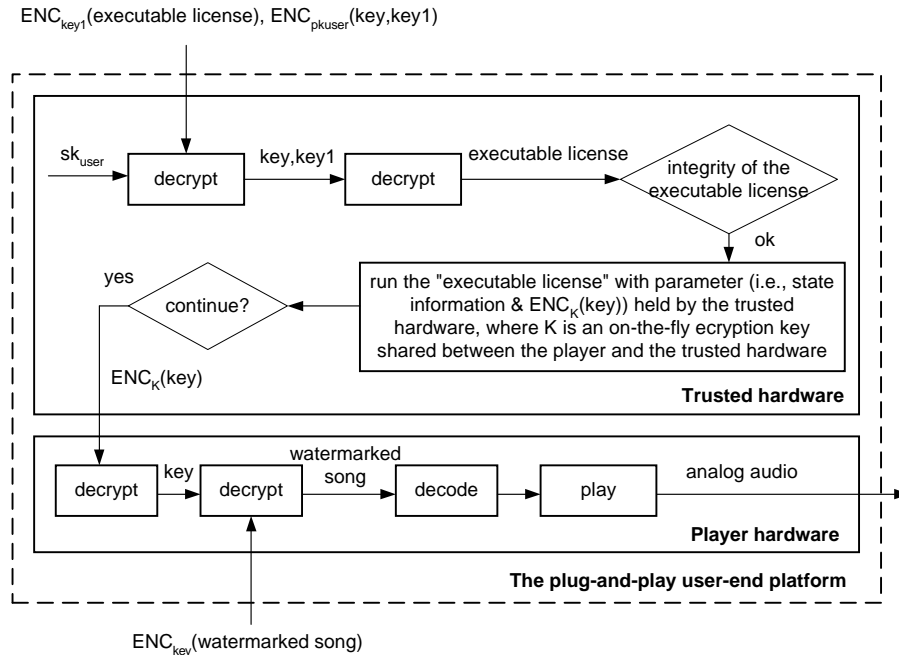 ENCkey1(executable license), ENCpkuser(key,key1)
skuser
decrypt
key,key1
decrypt
executable license
integrity of the
executable license
ok
yes
continue?
run the "executable license" with parameter (i.e., state
information & ENCK(key)) held by the trusted
hardware, where K is an on-the-fly ecryption key
shared between the player and the trusted hardware
ENCK(key)
Trusted hardware
decrypt
key
decrypt
watermarked
song
decode
play
analog audio
Player hardware
The plug-and-play user-end platform
ENCkey(watermarked song)